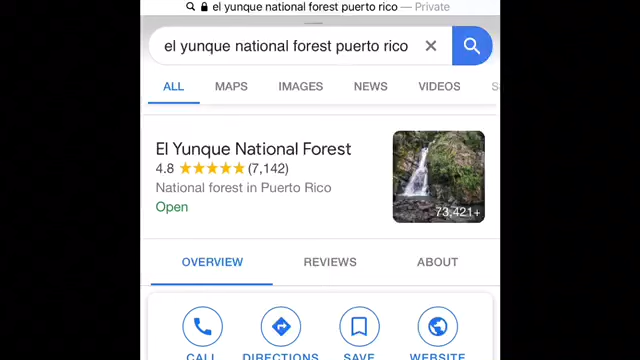 el yunque national forest puerto rico — Private
el yunque national forest puerto rico
ALL MAPS IMAGES NEWS VIDEOS S
El Yunque National Forest
4.8 (7,142)
National forest in Puerto Rico
Open
73,421+
OVERVIEW REVIEWS ABOUT
CALL DIRECTIONS SAVE WEBSITE